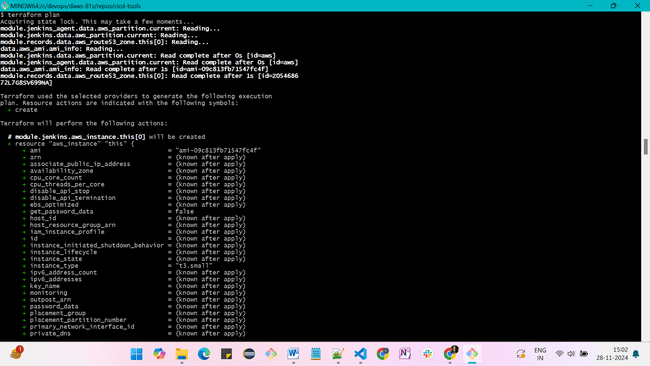 MINGW64:/c/devops/daws-81s/repos/cicd-tools
$ terraform plan
Acquiring state lock. This may take a few moments...
module.jenkins_agent.data.aws_partition.current: Reading...
data.aws_ami.ami_info: Reading...
module.jenkins.data.aws_partition.current: Reading...
module.records.data.aws_route53_zone.this[0]: Reading...
module.jenkins.data.aws_partition.current: Read complete after 0s [id=aws]
module.jenkins_agent.data.aws_partition.current: Read complete after 0s [id=aws]
data.aws_ami.ami_info: Read complete after 1s [id=ami-09c813fb71547fc4f]
module.records.data.aws_route53_zone.this[0]: Read complete after 1s [id=Z054686
72L7G8SV699NA]
Terraform used the selected providers to generate the following execution
plan. Resource actions are indicated with the following symbols:
+ create
Terraform will perform the following actions:
# module.jenkins.aws_instance.this[0] will be created
+ resource "aws_instance" "this" {
+ ami = "ami-09c813fb71547fc4f"
+ arn = (known after apply)
+ associate_public_ip_address = (known after apply)
+ availability_zone = (known after apply)
+ cpu_core_count = (known after apply)
+ cpu_threads_per_core = (known after apply)
+ disable_api_stop = (known after apply)
+ disable_api_termination = (known after apply)
+ ebs_optimized = (known after apply)
+ get_password_data = false
+ host_id = (known after apply)
+ host_resource_group_arn = (known after apply)
+ iam_instance_profile = (known after apply)
+ id = (known after apply)
+ instance_initiated_shutdown_behavior = (known after apply)
+ instance_lifecycle = (known after apply)
+ instance_state = (known after apply)
+ instance_type = "t3.small"
+ ipv6_address_count = (known after apply)
+ ipv6_addresses = (known after apply)
+ key_name = (known after apply)
+ monitoring = (known after apply)
+ outpost_arn = (known after apply)
+ password_data = (known after apply)
+ placement_group = (known after apply)
+ placement_partition_number = (known after apply)
+ primary_network_interface_id = (known after apply)
+ private_dns = (known after apply)
ENG
IN
15:02
28-11-2024